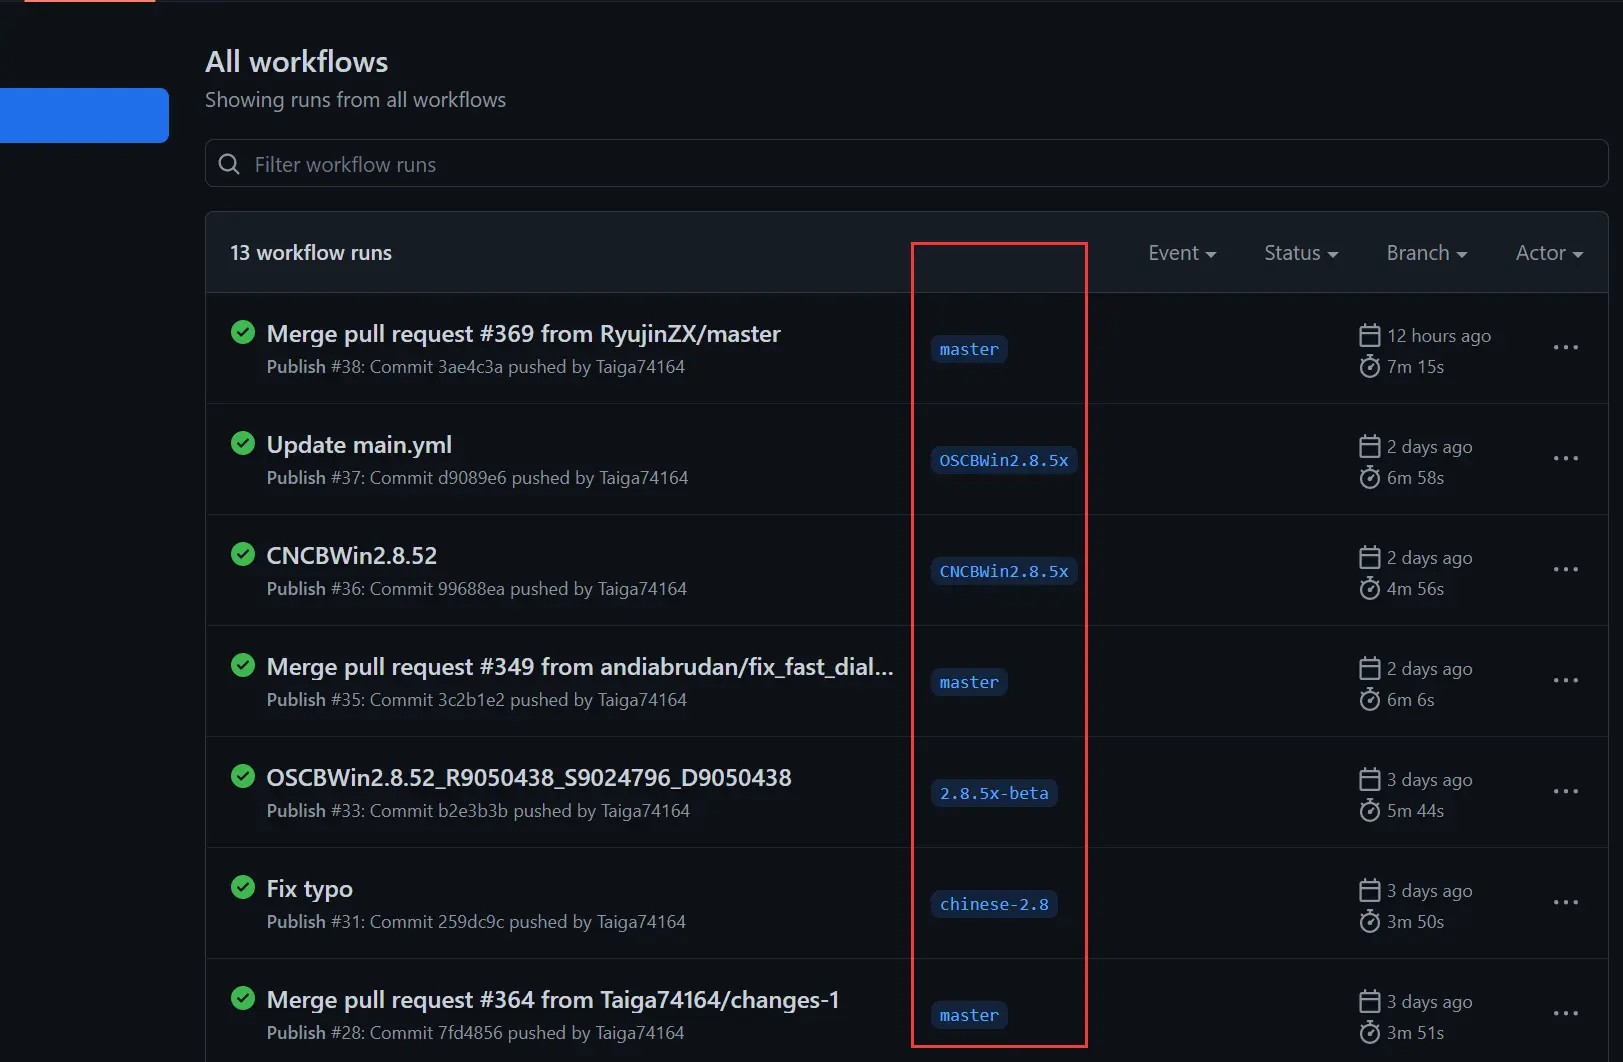 All workflows
Showing runs from all workflows
Filter workflow runs
13 workflow runs
Event
Status
Branch
Actor
Merge pull request #369 from RyujinZX/master
Publish #38: Commit 3ae4c3a pushed by Taiga74164
master
12 hours ago
7m 15s
Update main.yml
Publish #37: Commit d9089e6 pushed by Taiga74164
OSCBWin2.8.5x
2 days ago
6m 58s
CNCBWin2.8.52
Publish #36: Commit 99688ea pushed by Taiga74164
CNCBWin2.8.5x
2 days ago
4m 56s
Merge pull request #349 from andiabrudan/fix_fast_dial...
Publish #35: Commit 3c2b1e2 pushed by Taiga74164
master
2 days ago
6m 6s
OSCBWin2.8.52_R9050438_S9024796_D9050438
Publish #33: Commit b2e3b3b pushed by Taiga74164
2.8.5x-beta
3 days ago
5m 44s
Fix typo
Publish #31: Commit 259dc9c pushed by Taiga74164
chinese-2.8
3 days ago
3m 50s
Merge pull request #364 from Taiga74164/changes-1
Publish #28: Commit 7fd4856 pushed by Taiga74164
master
3 days ago
3m 51s